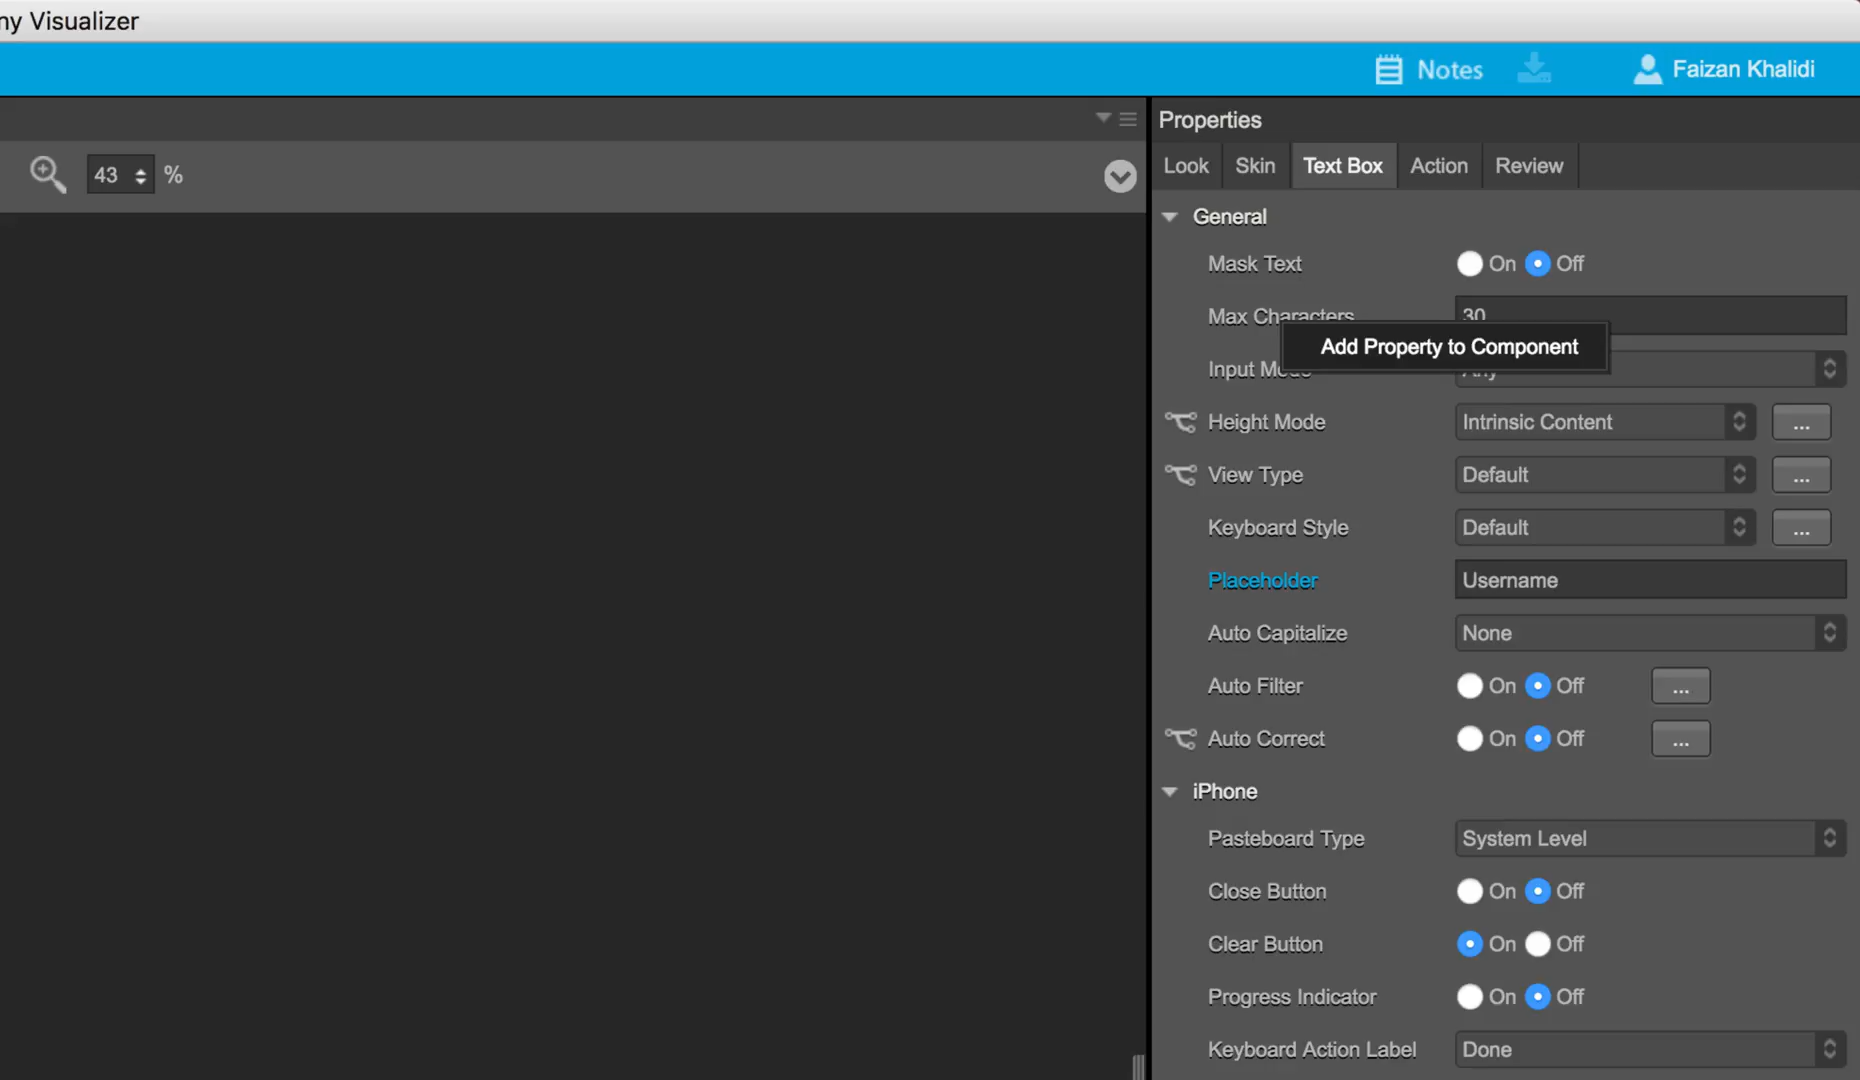 ny Visualizer
Notes
Faizan Khalidi
Properties
43 %
Look Skin Text Box Action Review
General
Mask Text On Off
Max Characters 30
Add Property to Component
Input Mode Any
Height Mode Intrinsic Content ...
View Type Default ...
Keyboard Style Default ...
Placeholder Username
Auto Capitalize None
Auto Filter On Off ...
Auto Correct On Off ...
iPhone
Pasteboard Type System Level
Close Button On Off
Clear Button On Off
Progress Indicator On Off
Keyboard Action Label Done